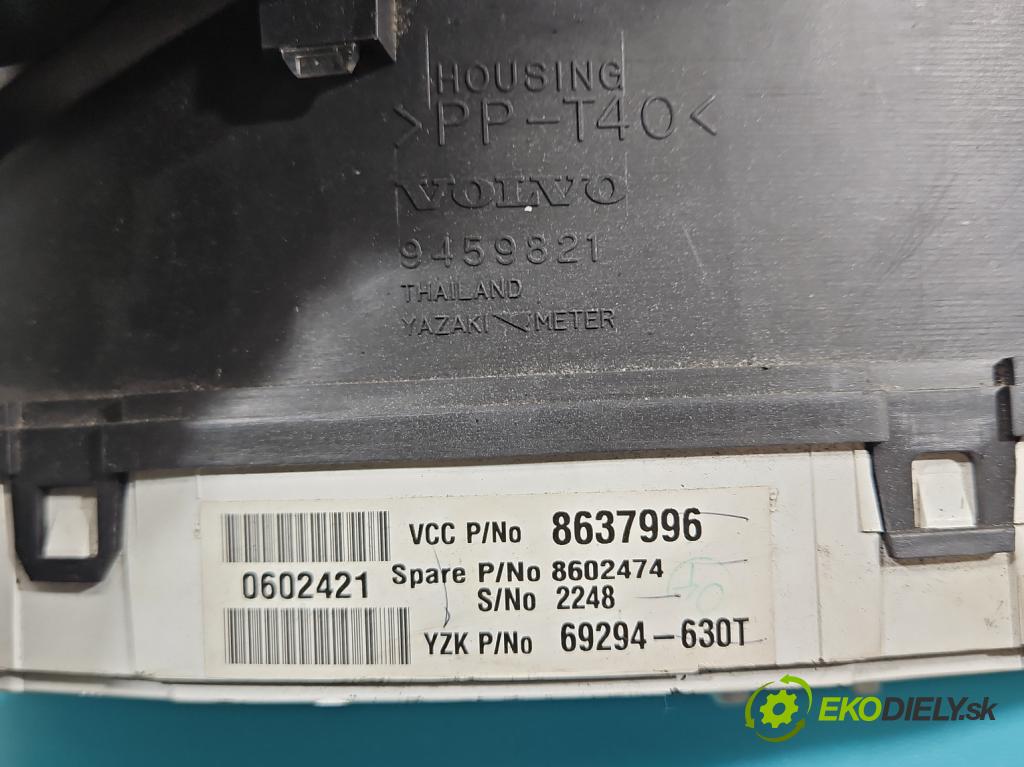 HOUSING
>PP-T40<
VOLVO
9459821
THAILAND
YAZAKI METER
VCC P/No 8637996
0602421
Spare P/No 8602474
S/No 2248
YZK P/No 69294-630T
EKODIELY.sk